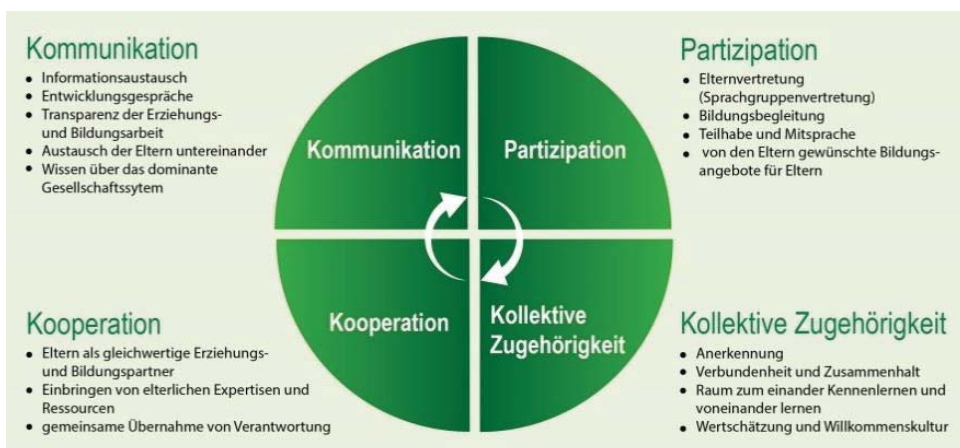 Kommunikation
• Informationsaustausch
• Entwicklungsgespräche
• Transparenz der Erziehungs-
und Bildungsarbeit
• Austausch der Eltern untereinander
• Wissen über das dominante
Gesellschaftssytem
Kommunikation
Partizipation
Partizipation
• Elternvertretung
(Sprachgruppenvertretung)
• Bildungsbegleitung
• Teilhabe und Mitsprache
• von den Eltern gewünschte Bildungs-
angebote für Eltern
Kooperation
• Eltern als gleichwertige Erziehungs-
und Bildungspartner
• Einbringen von elterlichen Expertisen und
Ressourcen
• gemeinsame Übernahme von Verantwortung
Kooperation
Kollektive
Zugehörigkeit
Kollektive Zugehörigkeit
• Anerkennung
• Verbundenheit und Zusammenhalt
• Raum zum einander Kennenlernen und
voneinander lernen
• Wertschätzung und Willkommenskultur